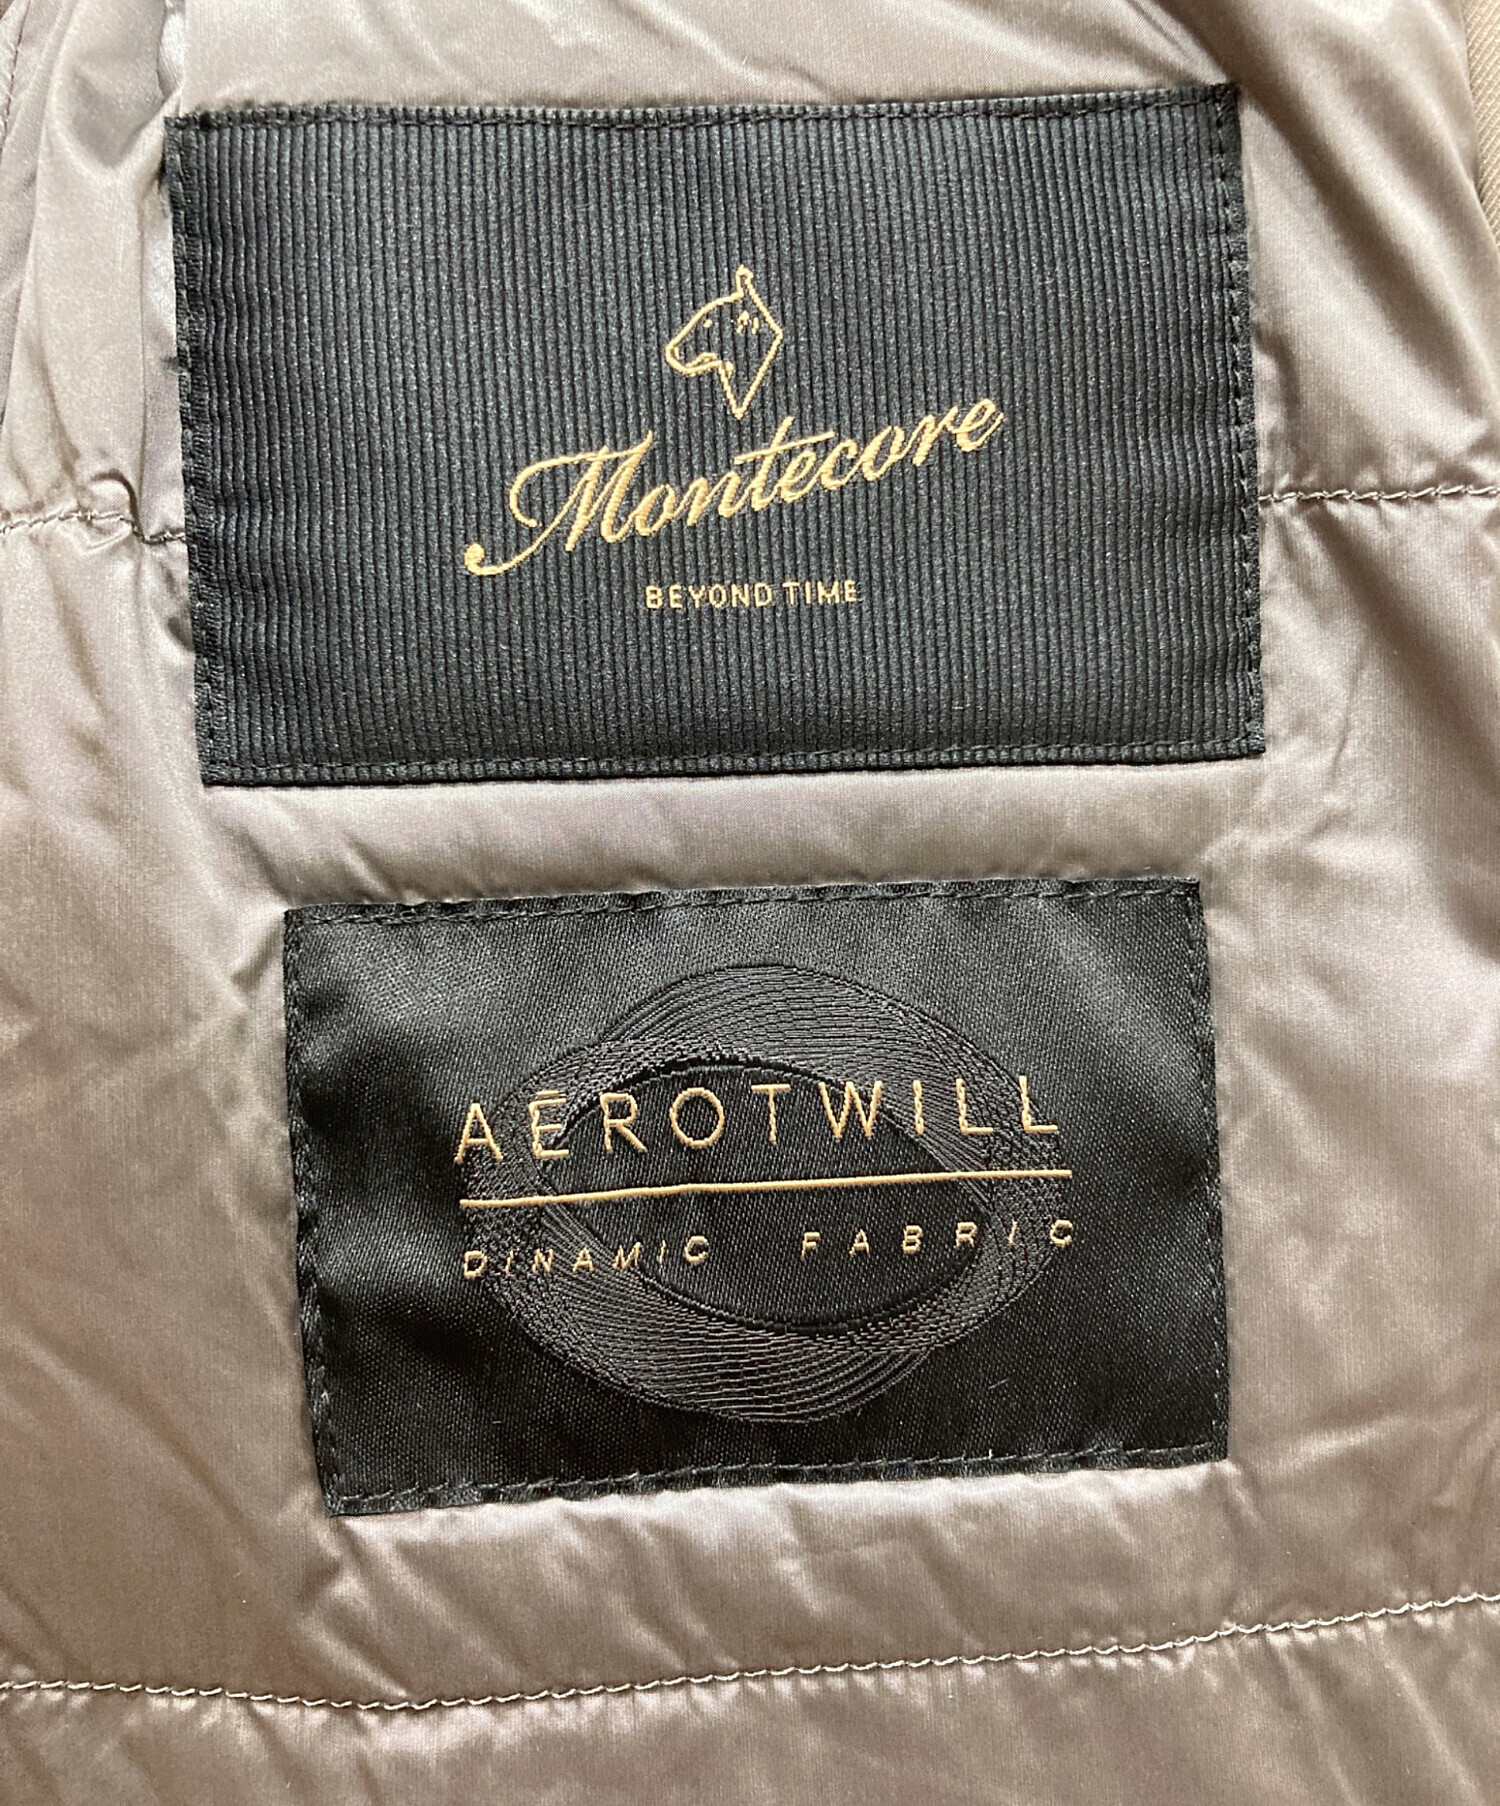 Montecore
BEYOND TIME
AĒROTWILL
DINAMIC FABRIC